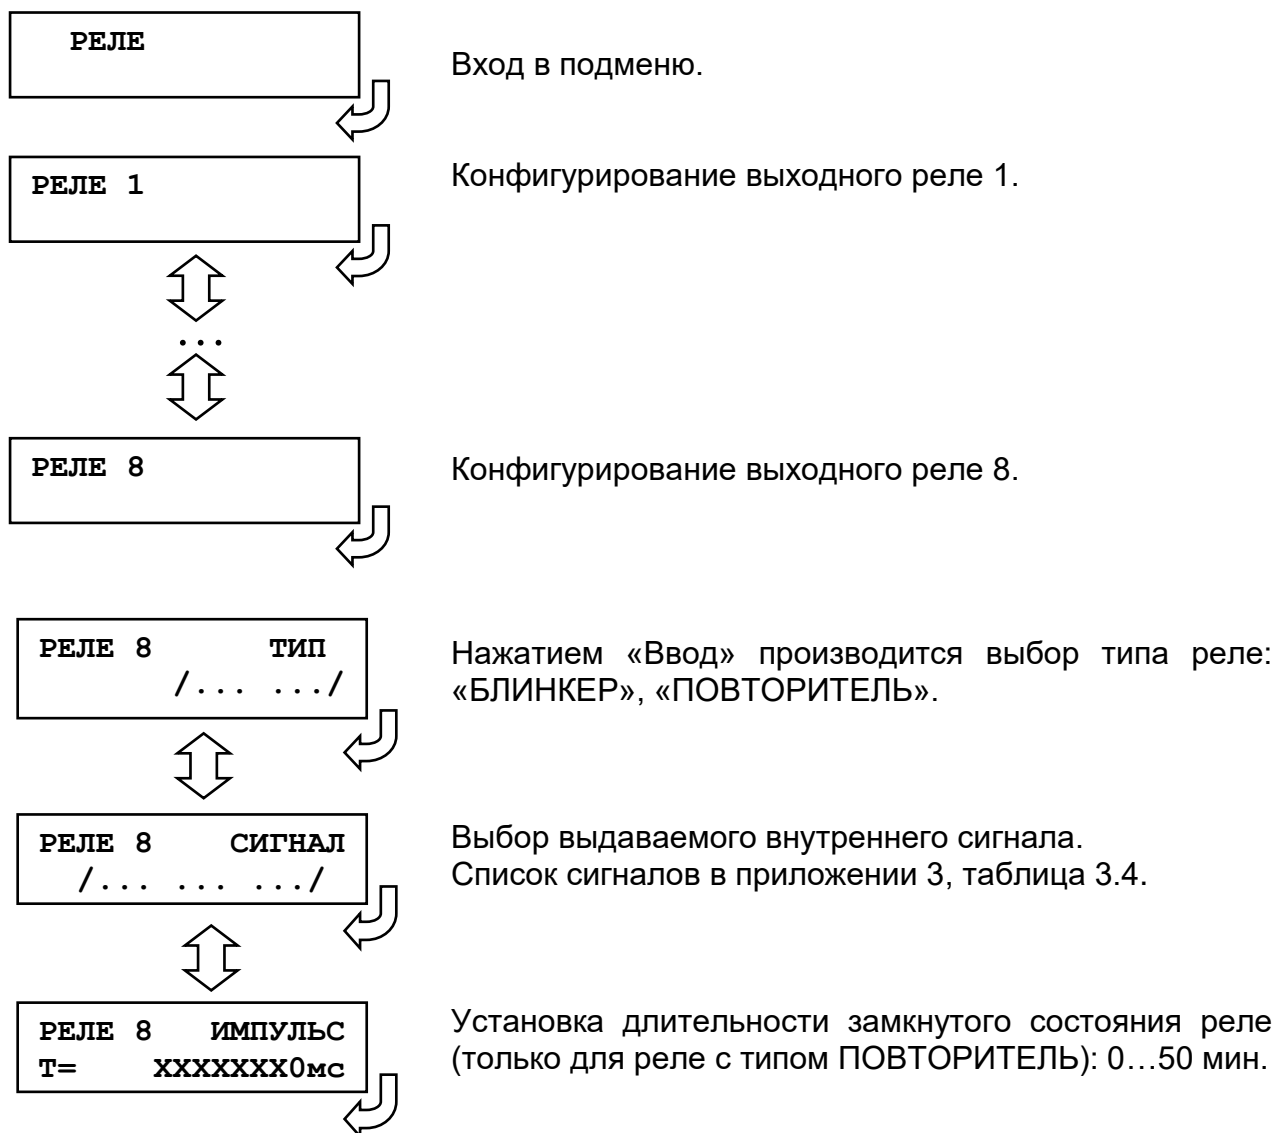 РЕЛЕ
Вход в подменю.
РЕЛЕ 1
Конфигурирование выходного реле 1.
...
РЕЛЕ 8
Конфигурирование выходного реле 8.
РЕЛЕ 8 ТИП
/... .../
Нажатием «Ввод» производится выбор типа реле:
«БЛИНКЕР», «ПОВТОРИТЕЛЬ».
РЕЛЕ 8 СИГНАЛ
/... ... .../
Выбор выдаваемого внутреннего сигнала.
Список сигналов в приложении 3, таблица 3.4.
РЕЛЕ 8 ИМПУЛЬС
Т= ХХХХХХХ0мс
Установка длительности замкнутого состояния реле
(только для реле с типом ПОВТОРИТЕЛЬ): 0…50 мин.